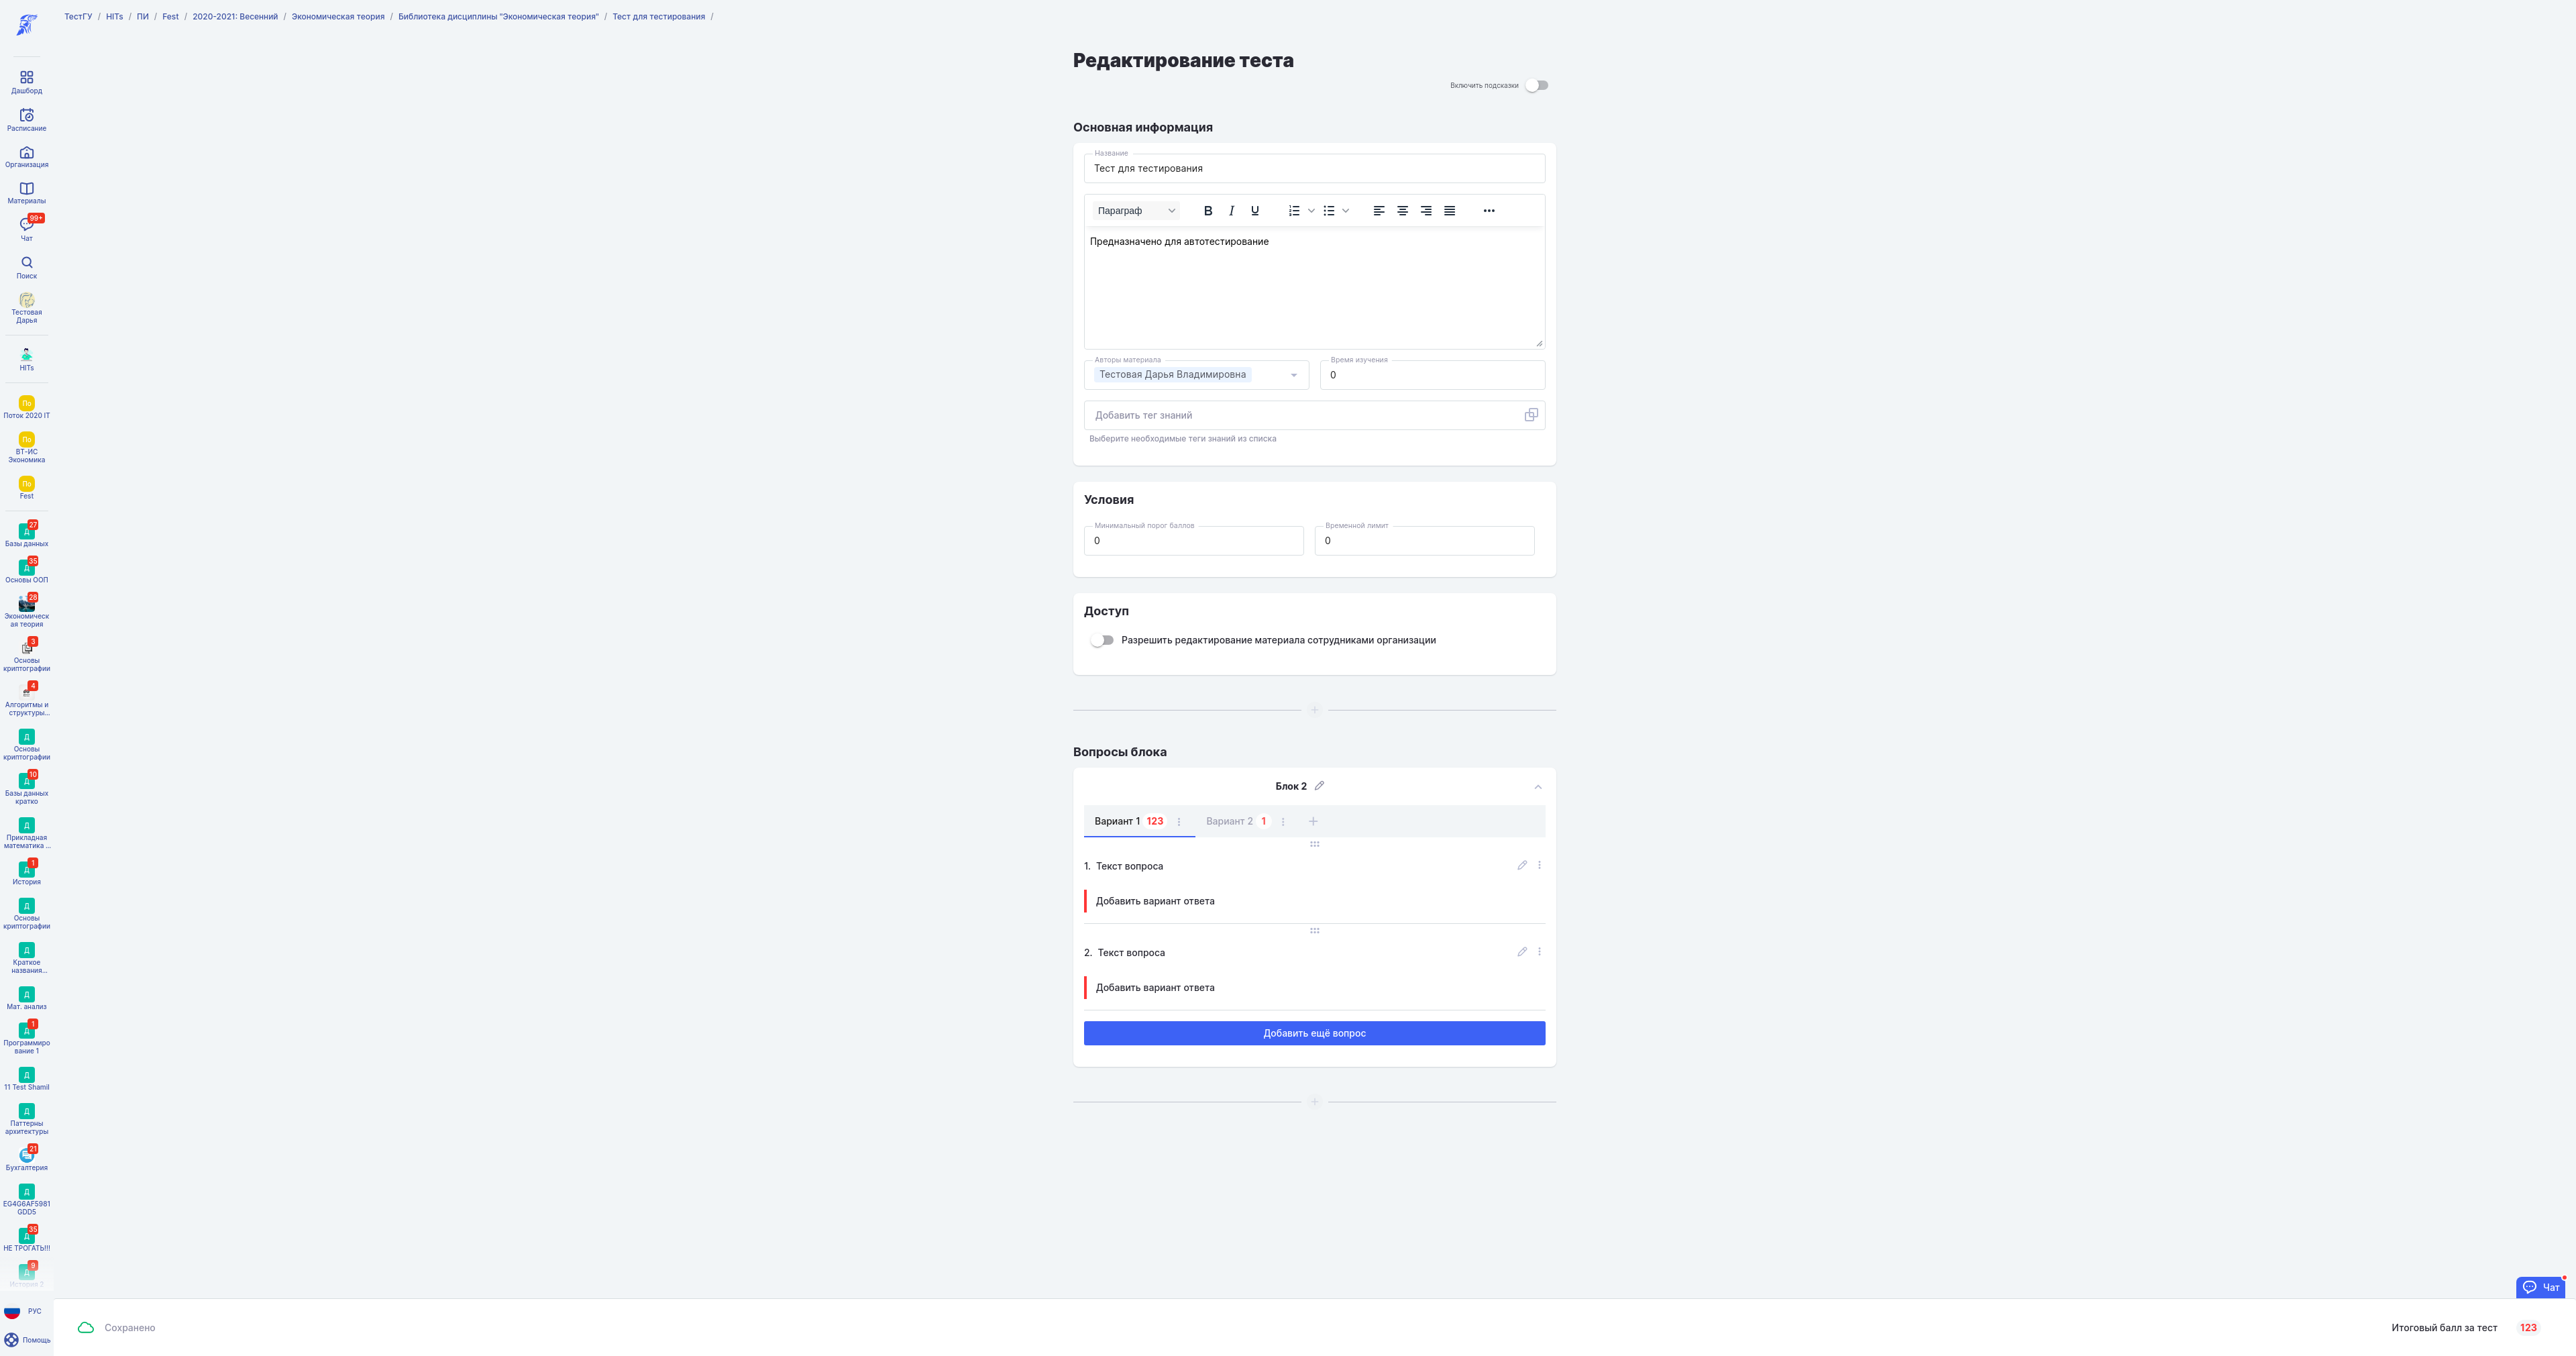 ТестГУ / HITs / ПИ / Fest / 2020-2021: Весенний / Экономическая теория / Библиотека дисциплины "Экономическая теория" / Тест для тестирования /
Дашборд
Расписание
Организация
Материалы
99+
Чат
Поиск
Тестовая
Дарья
HITs
По
Поток 2020 IT
По
ВТ-ИС
Экономика
По
Fest
27
Д
Базы данных
35
Д
Основы ООП
28
Экономическ
ая теория
3
Основы
криптографии
4
Алгоритмы и
структуры...
Д
Основы
криптографии
10
Д
Базы данных
кратко
Д
Прикладная
математика ...
1
Д
История
Д
Основы
криптографии
Д
Краткое
названия...
Д
Мат. анализ
1
Д
Программиро
вание 1
Д
11 Test Shamil
Д
Паттерны
архитектуры
21
Бухгалтерия
Д
EG4G6AF5981
GDD5
35
Д
НЕ ТРОГАТЬ!!!
9
Д
История 2
РУС
Помощь
Редактирование теста
Включить подсказки
Основная информация
Название
Тест для тестирования
Параграф B I U
Предназначено для автотестирование
Авторы материала Время изучения
Тестовая Дарья Владимировна 0
Добавить тег знаний
Выберите необходимые теги знаний из списка
Условия
Минимальный порог баллов Временной лимит
0 0
Доступ
Разрешить редактирование материала сотрудниками организации
Вопросы блока
Блок 2
Вариант 1 123 Вариант 2 1
1. Текст вопроса
Добавить вариант ответа
2. Текст вопроса
Добавить вариант ответа
Добавить ещё вопрос
Чат
Сохранено
Итоговый балл за тест 123